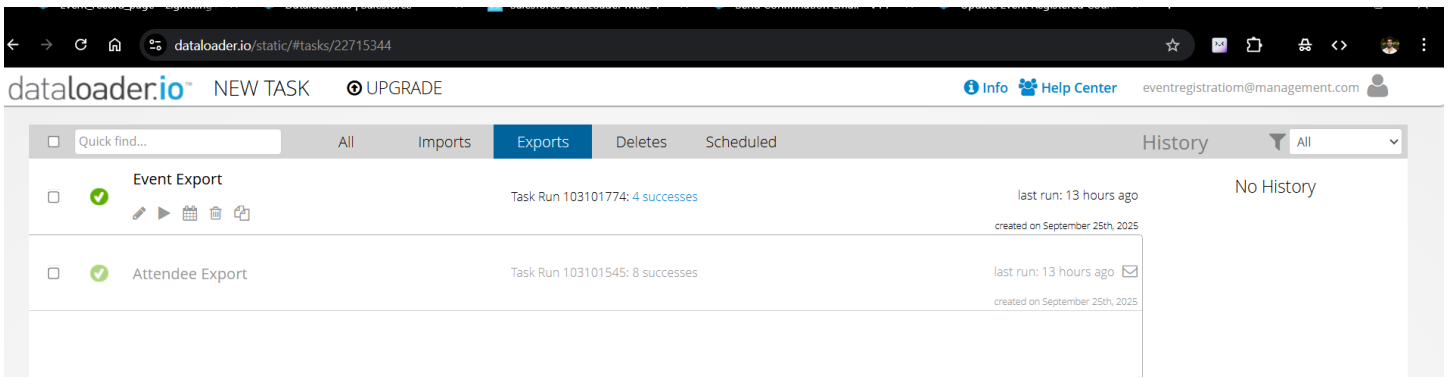 dataloader.io/static/#tasks/22715344
dataloader.io™ NEW TASK UPGRADE Info Help Center eventregistratiom@management.com
Quick find... All Imports Exports Deletes Scheduled History All
Event Export Task Run 103101774: 4 successes last run: 13 hours ago No History
created on September 25th, 2025
Attendee Export Task Run 103101545: 8 successes last run: 13 hours ago
created on September 25th, 2025